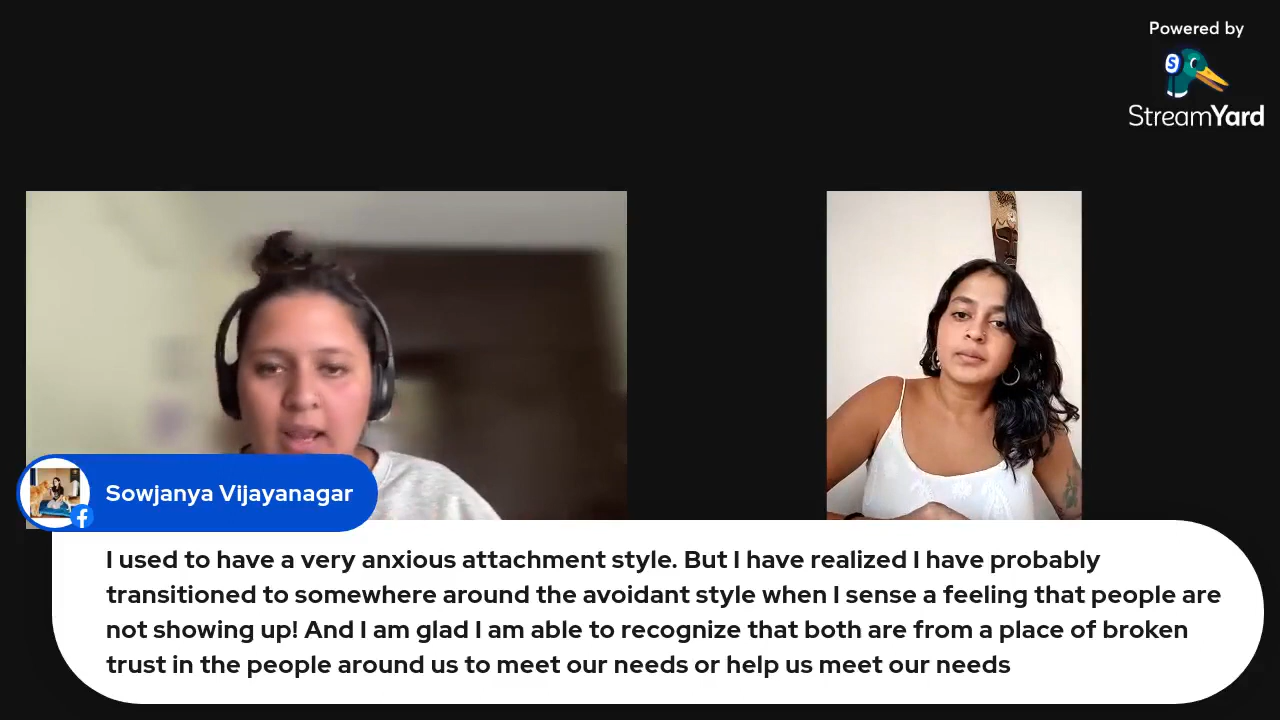 Powered by
S
StreamYard
Sowjanya Vijayanagar
I used to have a very anxious attachment style. But I have realized I have probably
transitioned to somewhere around the avoidant style when I sense a feeling that people are
not showing up! And I am glad I am able to recognize that both are from a place of broken
trust in the people around us to meet our needs or help us meet our needs